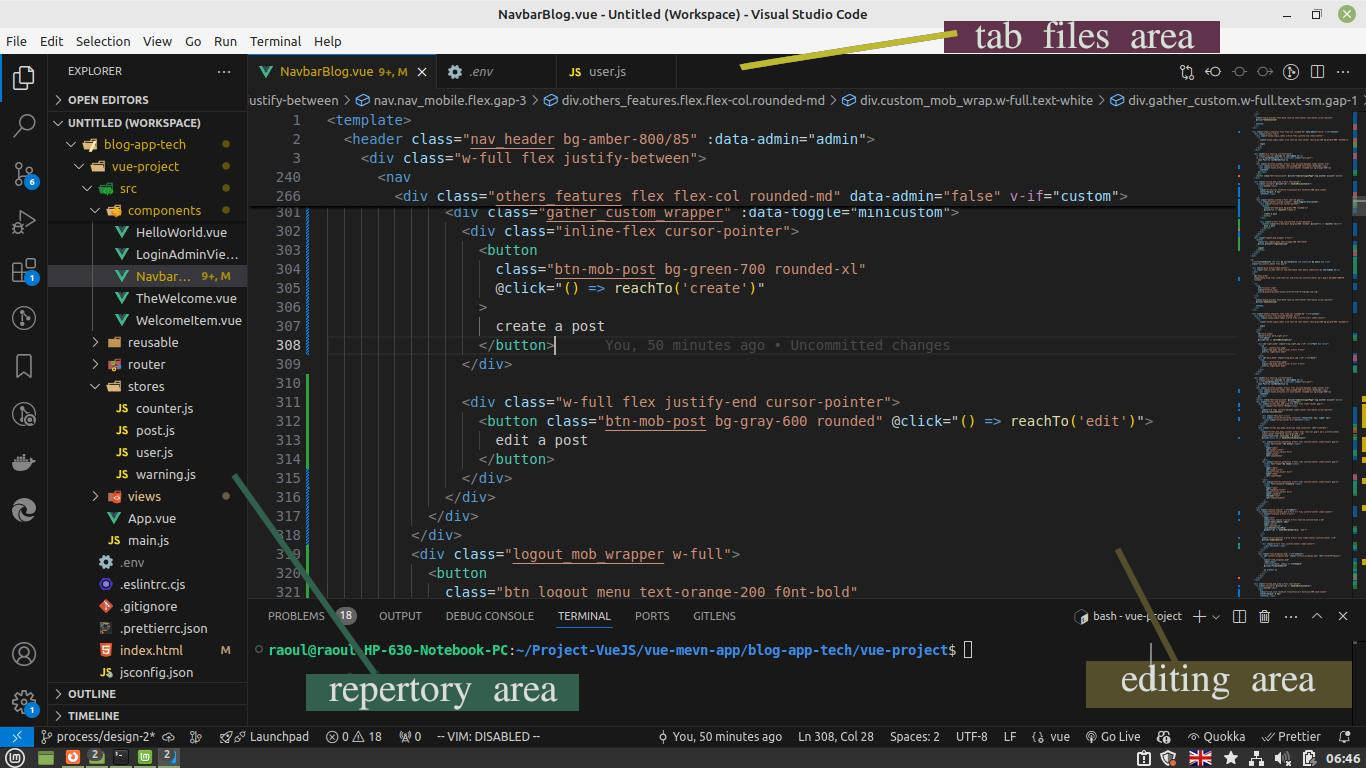 NavbarBlog.vue - Untitled (Workspace) - Visual Studio Code
File Edit Selection View Go Run Terminal Help
tab files area
EXPLORER
NavbarBlog.vue 9+, M
.env
JS user.js
OPEN EDITORS
ustify-between > nav.nav_mobile.flex.gap-3 > div.others_features.flex.flex-col.rounded-md > div.custom_mob_wrap.w-full.text-white > div.gather_custom.w-full.text-sm.gap-1 >
UNTITLED (WORKSPACE)
blog-app-tech
vue-project
src
components
HelloWorld.vue
LoginAdminVie...
Navbar... 9+, M
TheWelcome.vue
WelcomeItem.vue
reusable
router
stores
JS counter.js
JS post.js
JS user.js
JS warning.js
views
App.vue
JS main.js
.env
.eslintrc.cjs
.gitignore
.prettierrc.json
index.html M
jsconfig.json
OUTLINE
TIMELINE
6
1
1
1 <template>
2 <header class="nav_header bg-amber-800/85" :data-admin="admin">
3 <div class="w-full flex justify-between">
240 <nav
266 <div class="others_features flex flex-col rounded-md" data-admin="false" v-if="custom">
301 <div class="gather_custom_wrapper" :data-toggle="minicustom">
302 <div class="inline-flex cursor-pointer">
303 <button
304 class="btn-mob-post bg-green-700 rounded-xl"
305 @click="() => reachTo('create')"
306 >
307 create a post
308 </button> You, 50 minutes ago • Uncommitted changes
309 </div>
310
311 <div class="w-full flex justify-end cursor-pointer">
312 <button class="btn-mob-post bg-gray-600 rounded" @click="() => reachTo('edit')">
313 edit a post
314 </button>
315 </div>
316 </div>
317 </div>
318 </div>
319 <div class="logout_mob_wrapper w-full">
320 <button
321 class="btn logout menu text-orange-200 f0nt-bold"
PROBLEMS 18 OUTPUT DEBUG CONSOLE TERMINAL PORTS GITLENS
bash - vue-project
raoul@raoul-HP-630-Notebook-PC:~/Project-VueJS/vue-mevn-app/blog-app-tech/vue-project$
repertory area
editing area
process/design-2* Launchpad 0 18 0 -- VIM: DISABLED -- You, 50 minutes ago Ln 308, Col 28 Spaces: 2 UTF-8 LF {} vue Go Live Quokka Prettier
2 2 06:46